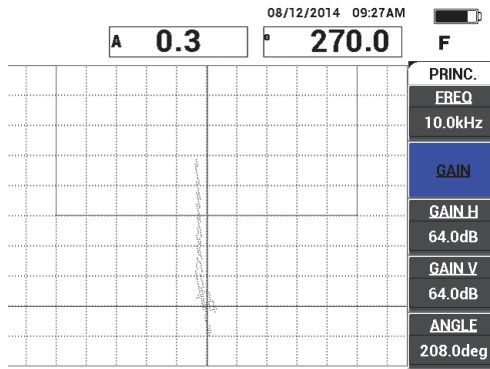 08/12/2014 09:27AM
A 0.3 ° 270.0 F
PRINC.
FREQ
10.0kHz
GAIN
GAIN H
64.0dB
GAIN V
64.0dB
ANGLE
208.0deg